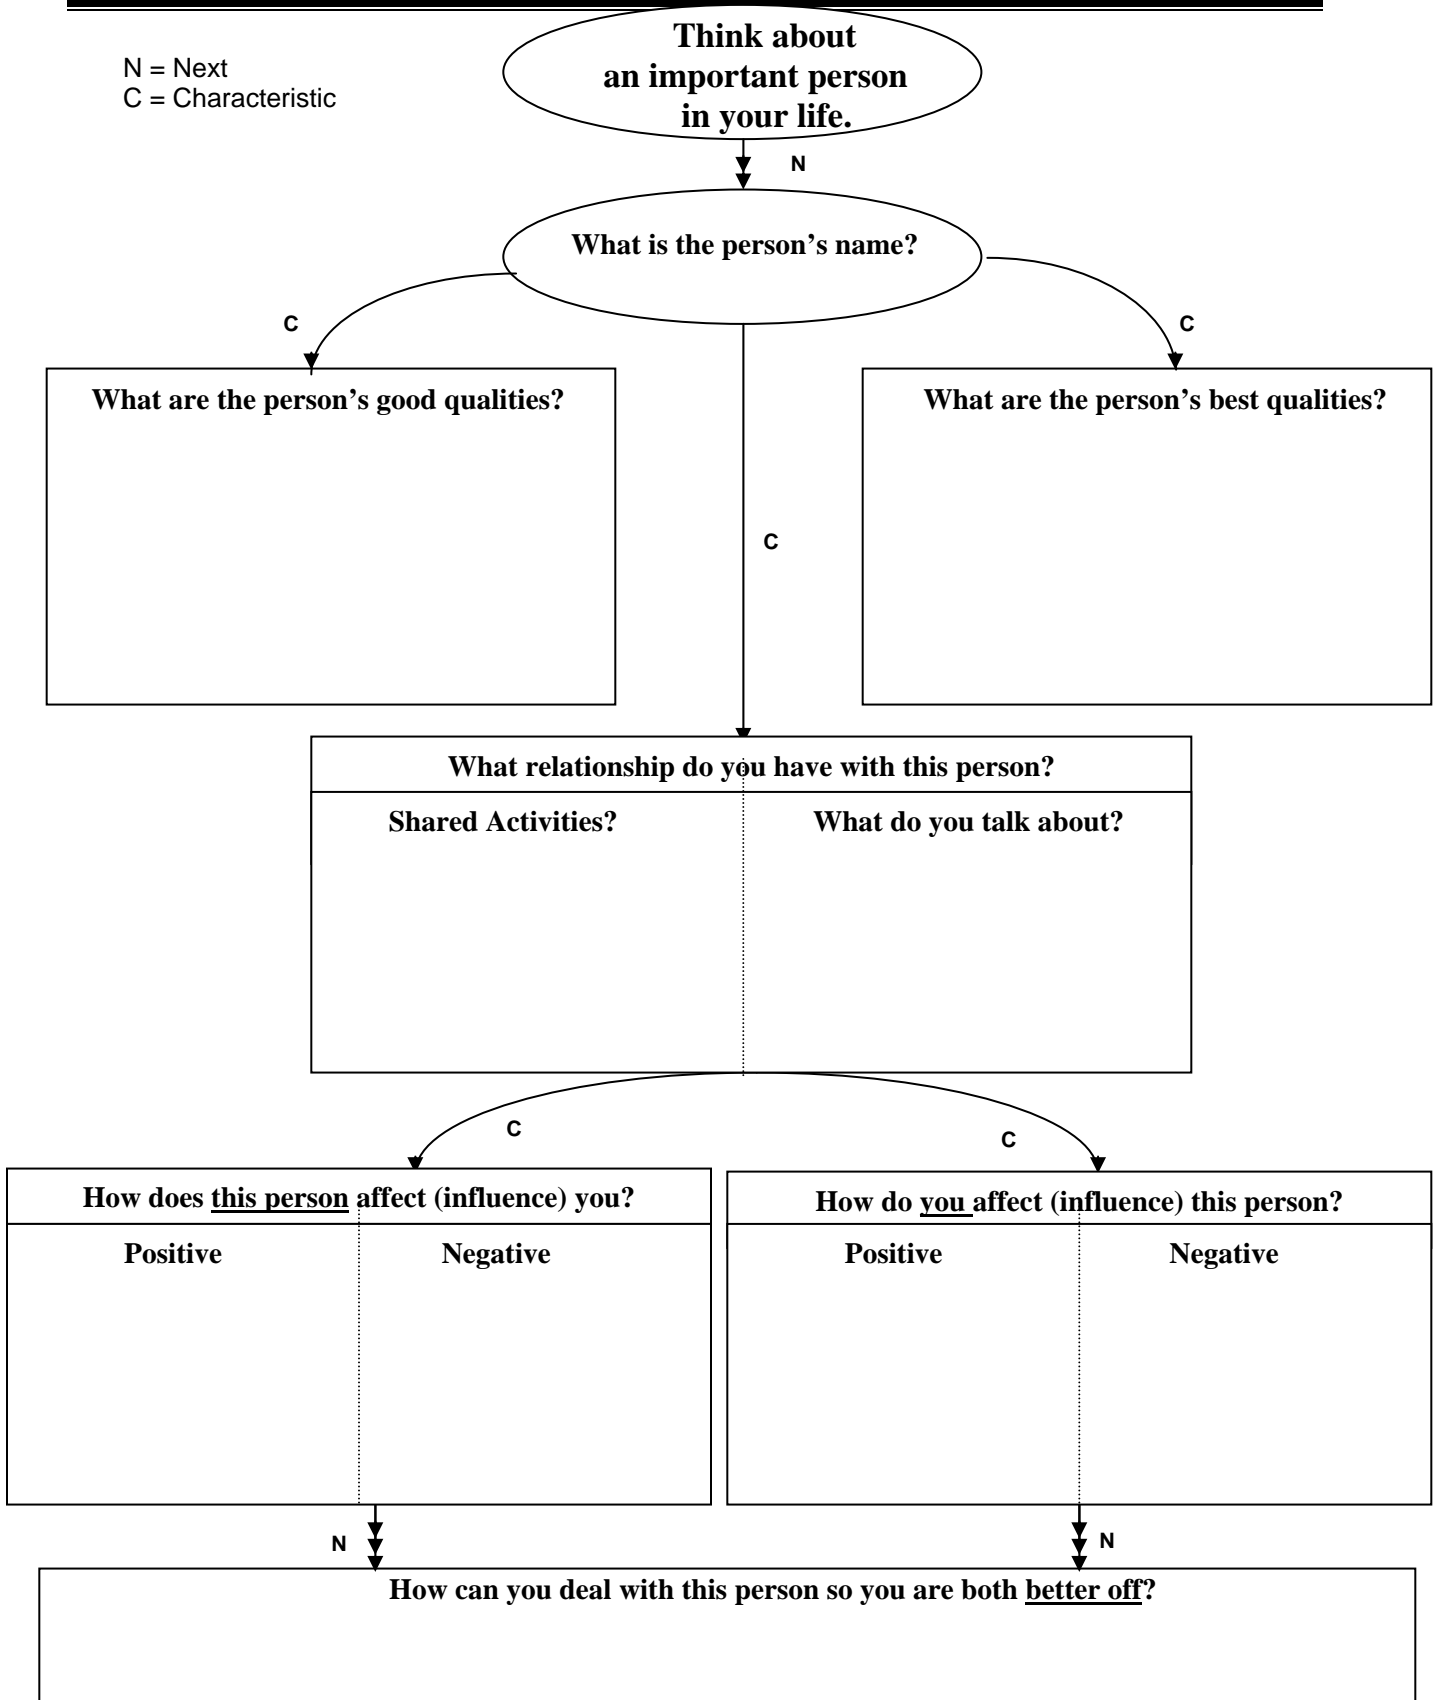 Think about
an important person
in your life.
N = Next
C = Characteristic
N
What is the person’s name?
C
C
What are the person’s good qualities?
What are the person’s best qualities?
C
What relationship do you have with this person?
Shared Activities?
What do you talk about?
C
C
How does this person affect (influence) you?
Positive
Negative
How do you affect (influence) this person?
Positive
Negative
N
N
How can you deal with this person so you are both better off?